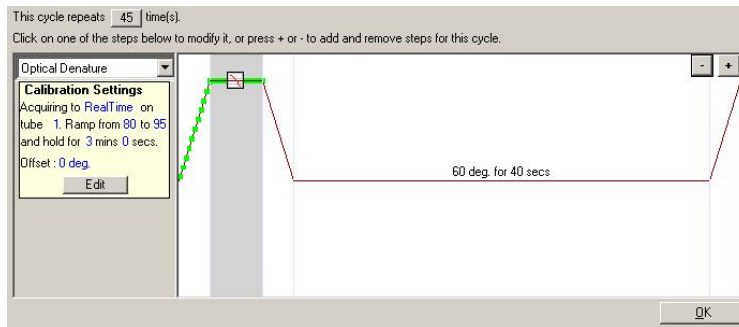 This cycle repeats 45 time(s).
Click on one of the steps below to modify it, or press + or - to add and remove steps for this cycle.
Optical Denature
- +
Calibration Settings
Acquiring to RealTime on
tube 1. Ramp from 80 to 95
and hold for 3 mins 0 secs.
Offset : 0 deg.
Edit
60 deg. for 40 secs
OK